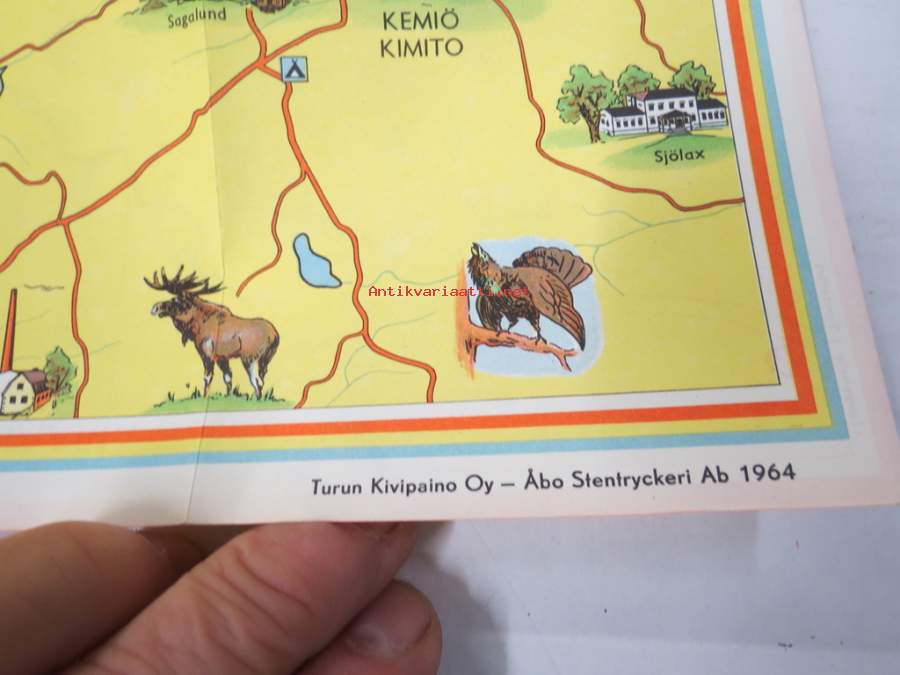 Sagalund
KEMIÖ
KIMITO
Sjölax
Antikvariaatti.net
Turun Kivipaino Oy – Åbo Stentryckeri Ab 1964